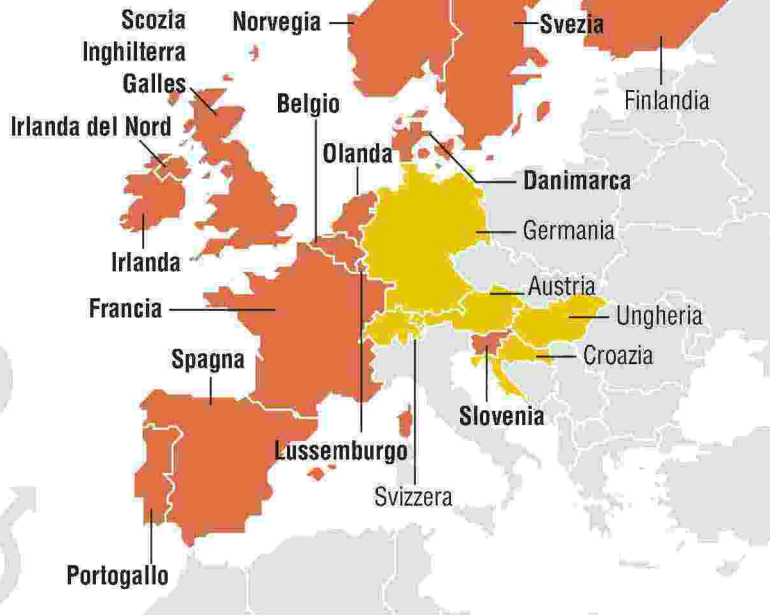 Scozia
Inghilterra
Galles
Norvegia
Svezia
Finlandia
Belgio
Irlanda del Nord
Olanda
Danimarca
Germania
Irlanda
Austria
Francia
Ungheria
Croazia
Spagna
Slovenia
Lussemburgo
Svizzera
Portogallo